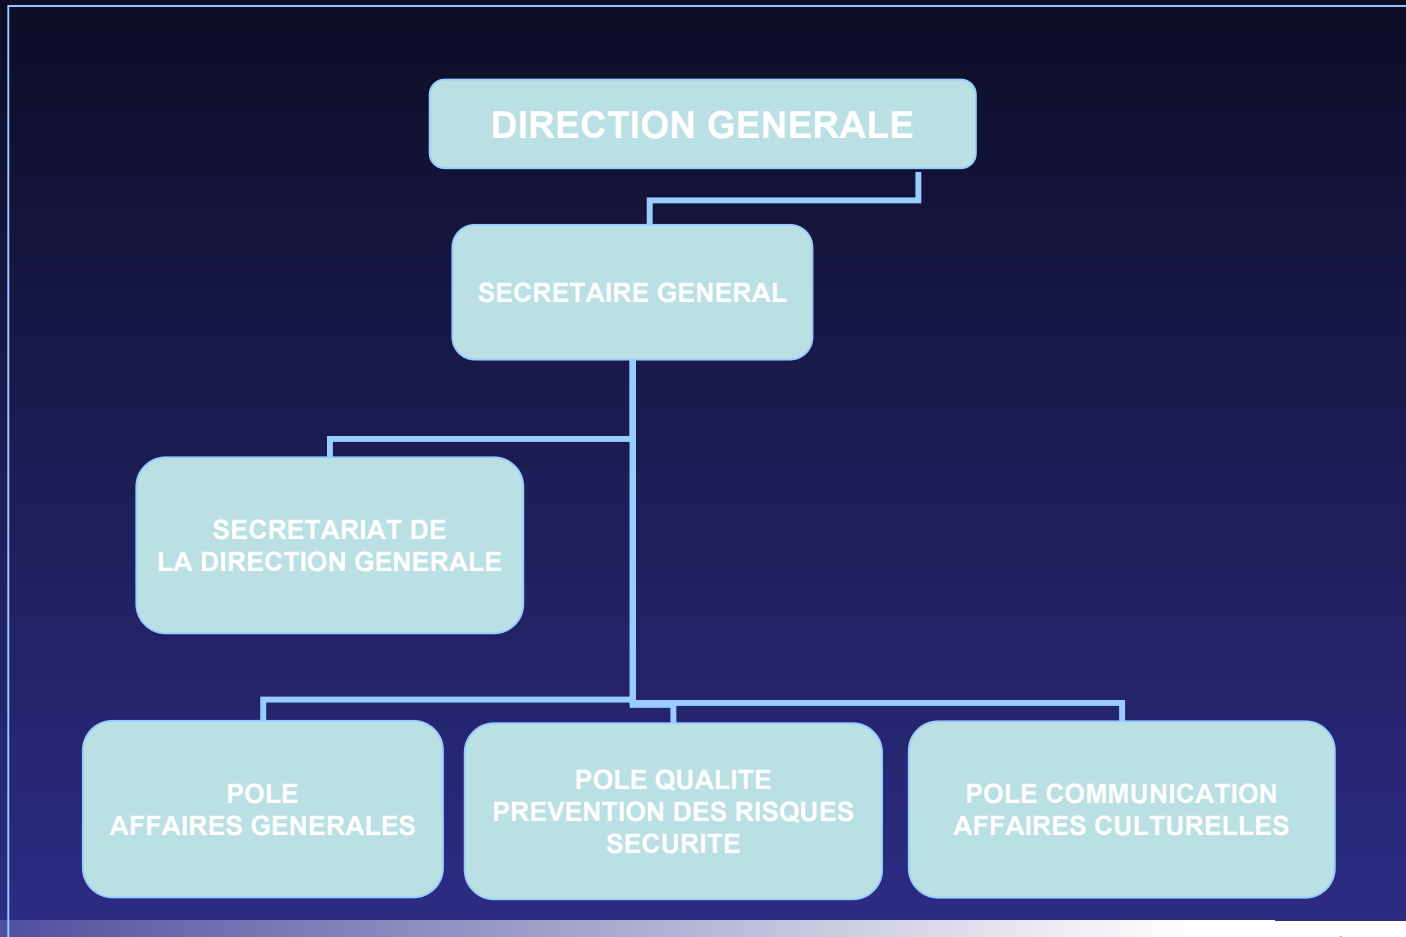 DIRECTION GENERALE
SECRETAIRE GENERAL
SECRETARIAT DE
LA DIRECTION GENERALE
POLE
AFFAIRES GENERALES
POLE QUALITE
PREVENTION DES RISQUES
SECURITE
POLE COMMUNICATION
AFFAIRES CULTURELLES